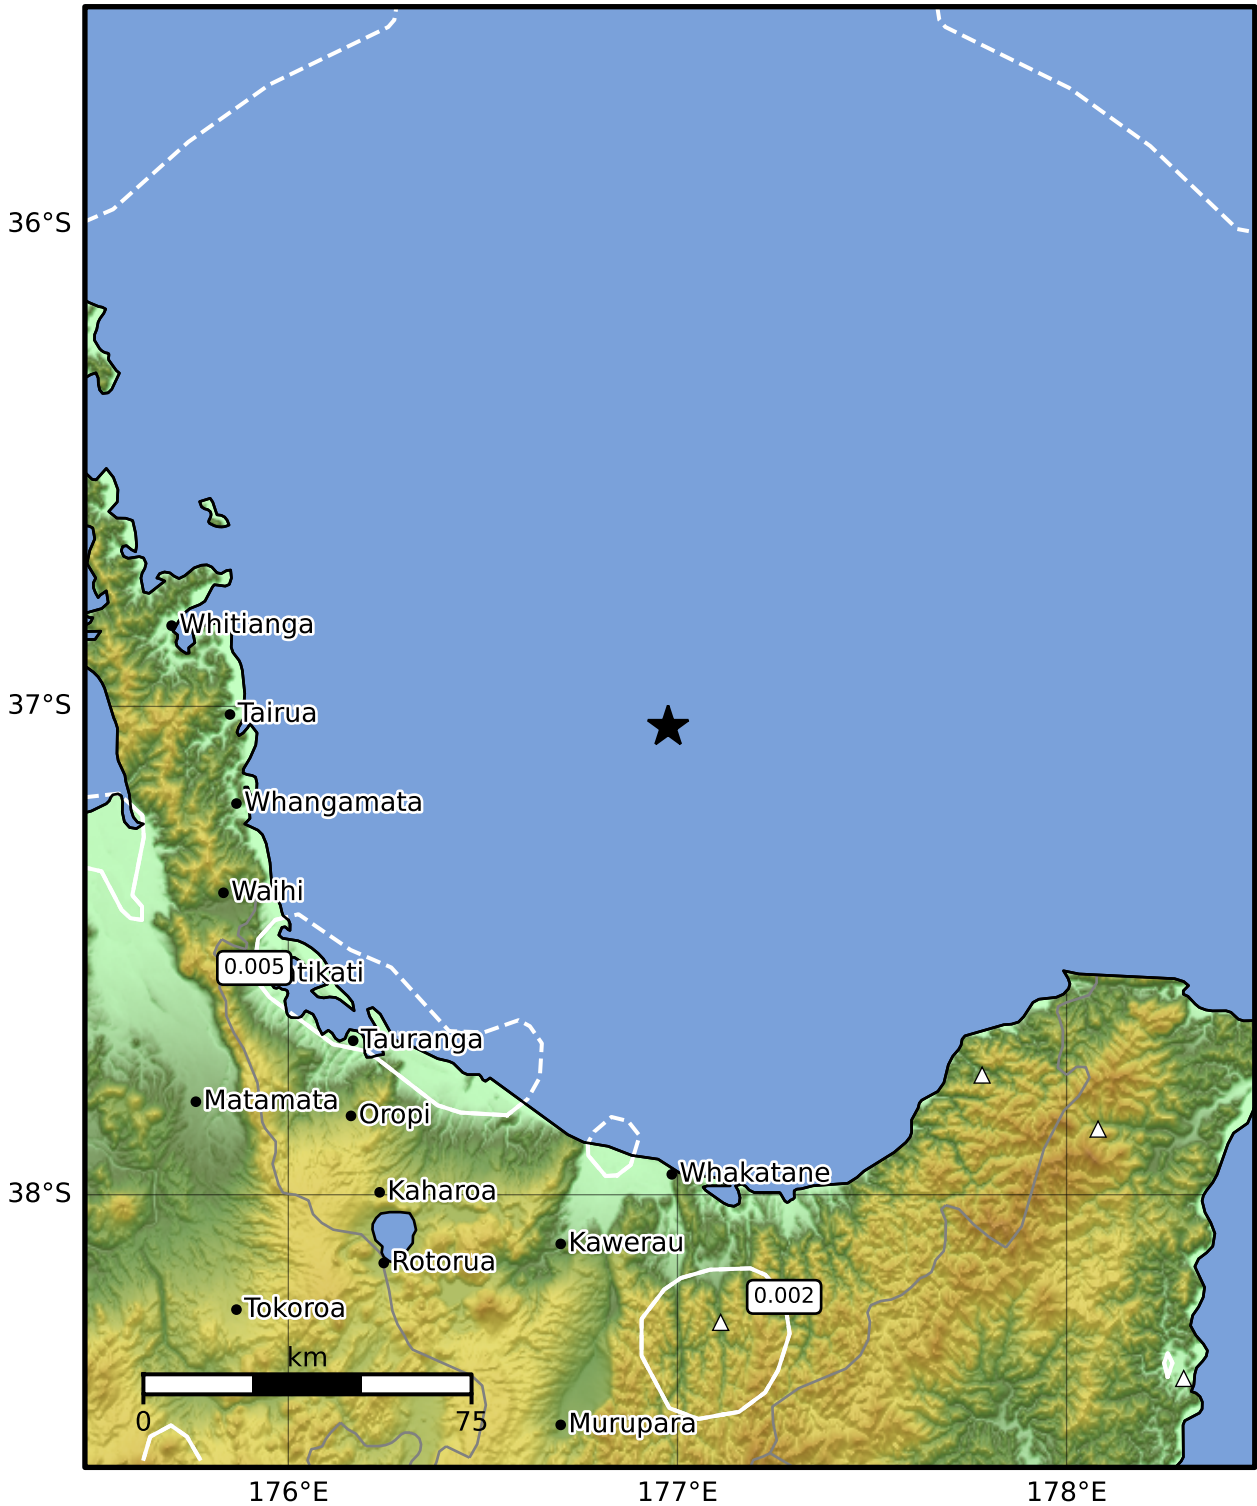 36°S
Whitianga
37°S
Tairua
Whangamata
Waihi
0.005
tikati
Tauranga
Matamata
Oropi
Whakatane
38°S
Kaharoa
Kawerau
Rotorua
0.002
Tokoroa
km
0
75
Murupara
176°E
177°E
178°E